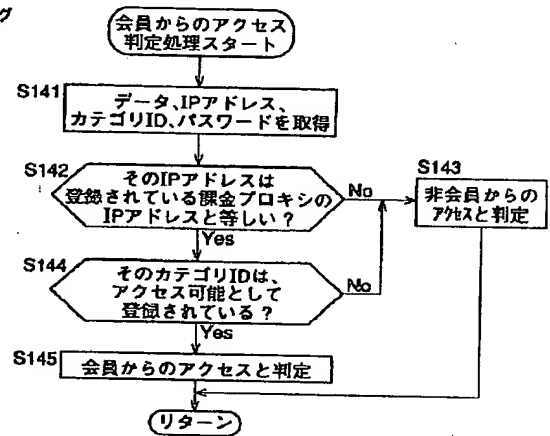 グ
会員からのアクセス
判定処理スタート
S141
データ、IPアドレス、
カテゴリID、パスワードを取得
S142
そのIPアドレスは
登録されている課金プロキシの
IPアドレスと等しい？
No
Yes
S143
非会員からの
アクセスと判定
S144
そのカテゴリIDは、
アクセス可能として
登録されている？
No
Yes
S145
会員からのアクセスと判定
リターン